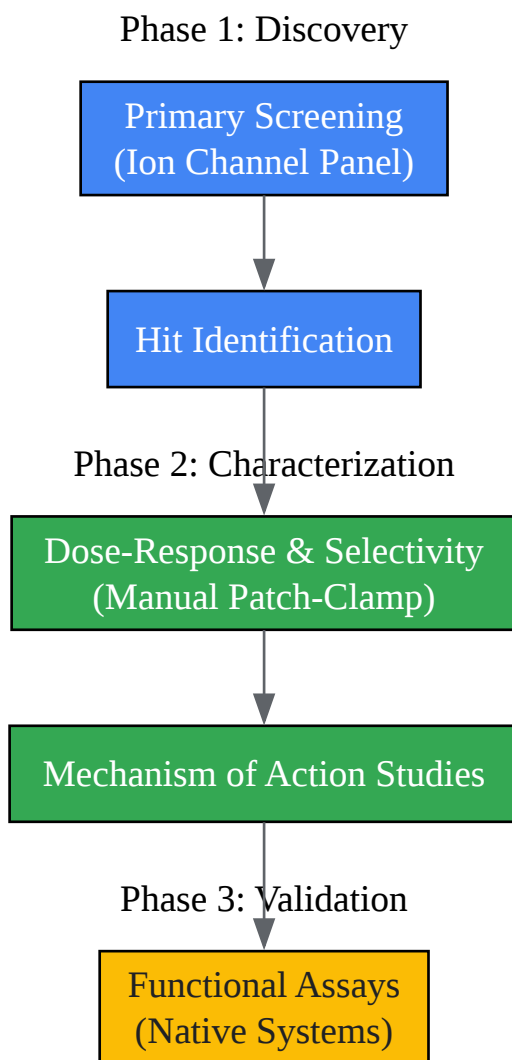 Phase 1: Discovery
Primary Screening
(Ion Channel Panel)
Hit Identification
Phase 2: Characterization
Dose-Response & Selectivity
(Manual Patch-Clamp)
Mechanism of Action Studies
Phase 3: Validation
Functional Assays
(Native Systems)